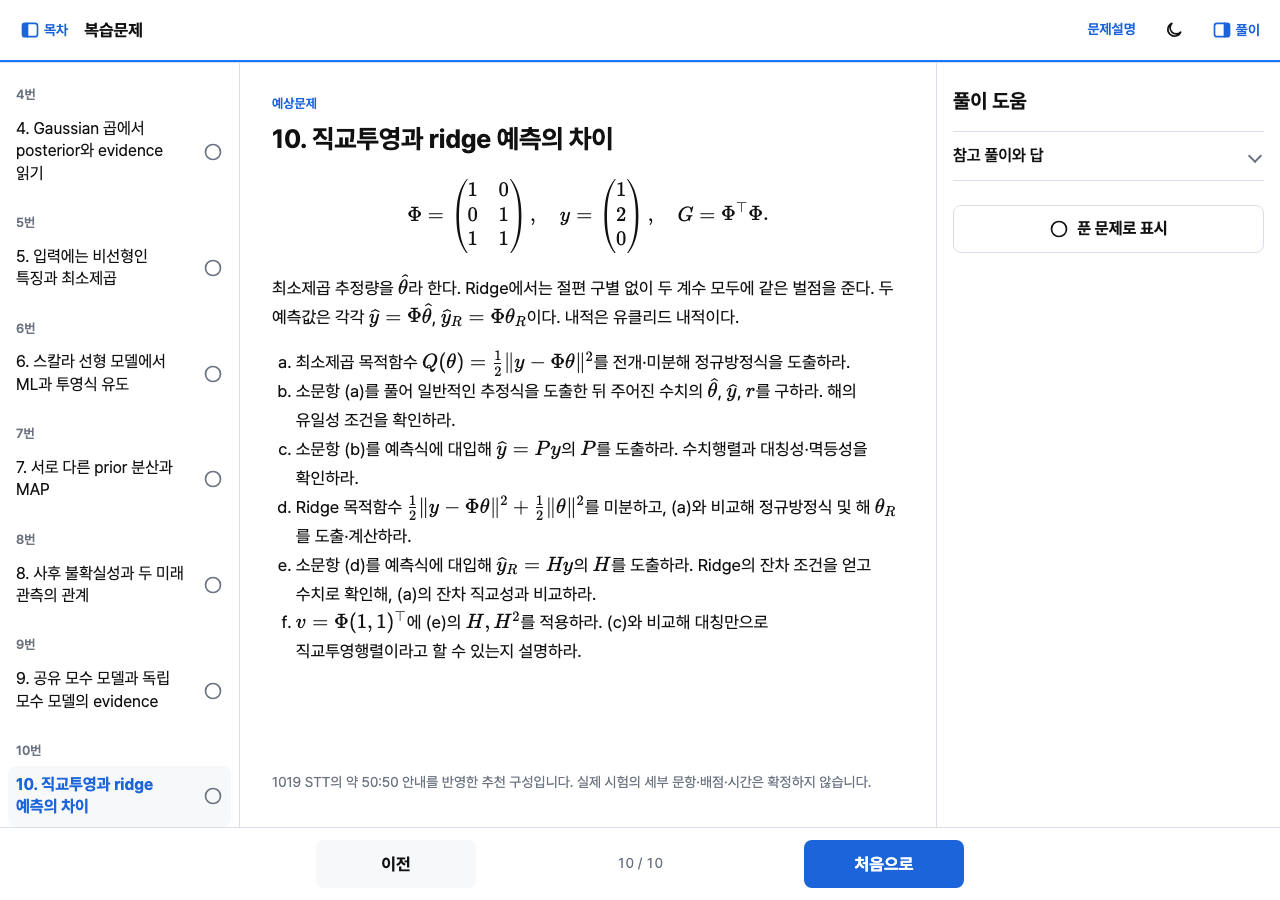 목차 복습문제 문제설명 풀이
4번
4. Gaussian 곱에서
posterior와 evidence
읽기
5번
5. 입력에는 비선형인
특징과 최소제곱
6번
6. 스칼라 선형 모델에서
ML과 투영식 유도
7번
7. 서로 다른 prior 분산과
MAP
8번
8. 사후 불확실성과 두 미래
관측의 관계
9번
9. 공유 모수 모델과 독립
모수 모델의 evidence
10번
10. 직교투영과 ridge
예측의 차이
예상문제
10. 직교투영과 ridge 예측의 차이
Φ = (1 0; 0 1; 1 1), y = (1; 2; 0), G = Φ⊤Φ.
최소제곱 추정량을 θ̂라 한다. Ridge에서는 절편 구별 없이 두 계수 모두에 같은 벌점을 준다. 두
예측값은 각각 ŷ = Φθ̂, ŷ_R = Φθ_R이다. 내적은 유클리드 내적이다.
a. 최소제곱 목적함수 Q(θ) = ½‖y − Φθ‖²를 전개·미분해 정규방정식을 도출하라.
b. 소문항 (a)를 풀어 일반적인 추정식을 도출한 뒤 주어진 수치의 θ̂, ŷ, r를 구하라. 해의
유일성 조건을 확인하라.
c. 소문항 (b)를 예측식에 대입해 ŷ = Py의 P를 도출하라. 수치행렬과 대칭성·멱등성을
확인하라.
d. Ridge 목적함수 ½‖y − Φθ‖² + ½‖θ‖²를 미분하고, (a)와 비교해 정규방정식 및 해 θ_R
를 도출·계산하라.
e. 소문항 (d)를 예측식에 대입해 ŷ_R = Hy의 H를 도출하라. Ridge의 잔차 조건을 얻고
수치로 확인해, (a)의 잔차 직교성과 비교하라.
f. v = Φ(1, 1)⊤에 (e)의 H, H²를 적용하라. (c)와 비교해 대칭만으로
직교투영행렬이라고 할 수 있는지 설명하라.
1019 STT의 약 50:50 안내를 반영한 추천 구성입니다. 실제 시험의 세부 문항·배점·시간은 확정하지 않습니다.
풀이 도움
참고 풀이와 답
푼 문제로 표시
이전
10 / 10
처음으로